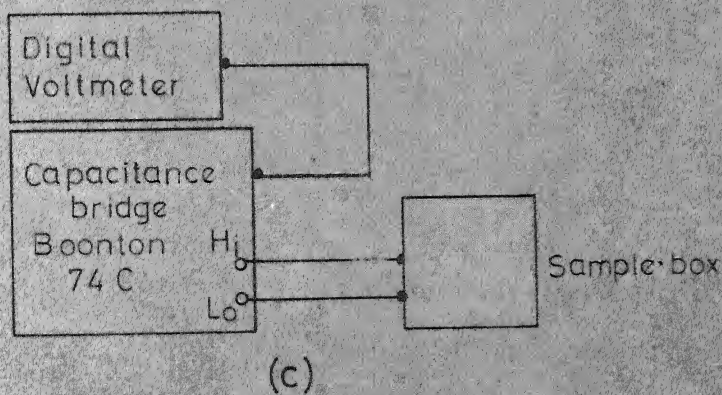 Digital
Voltmeter
Capacitance
bridge
Boonton
74 C
Hi
Lo
Sample box
(c)